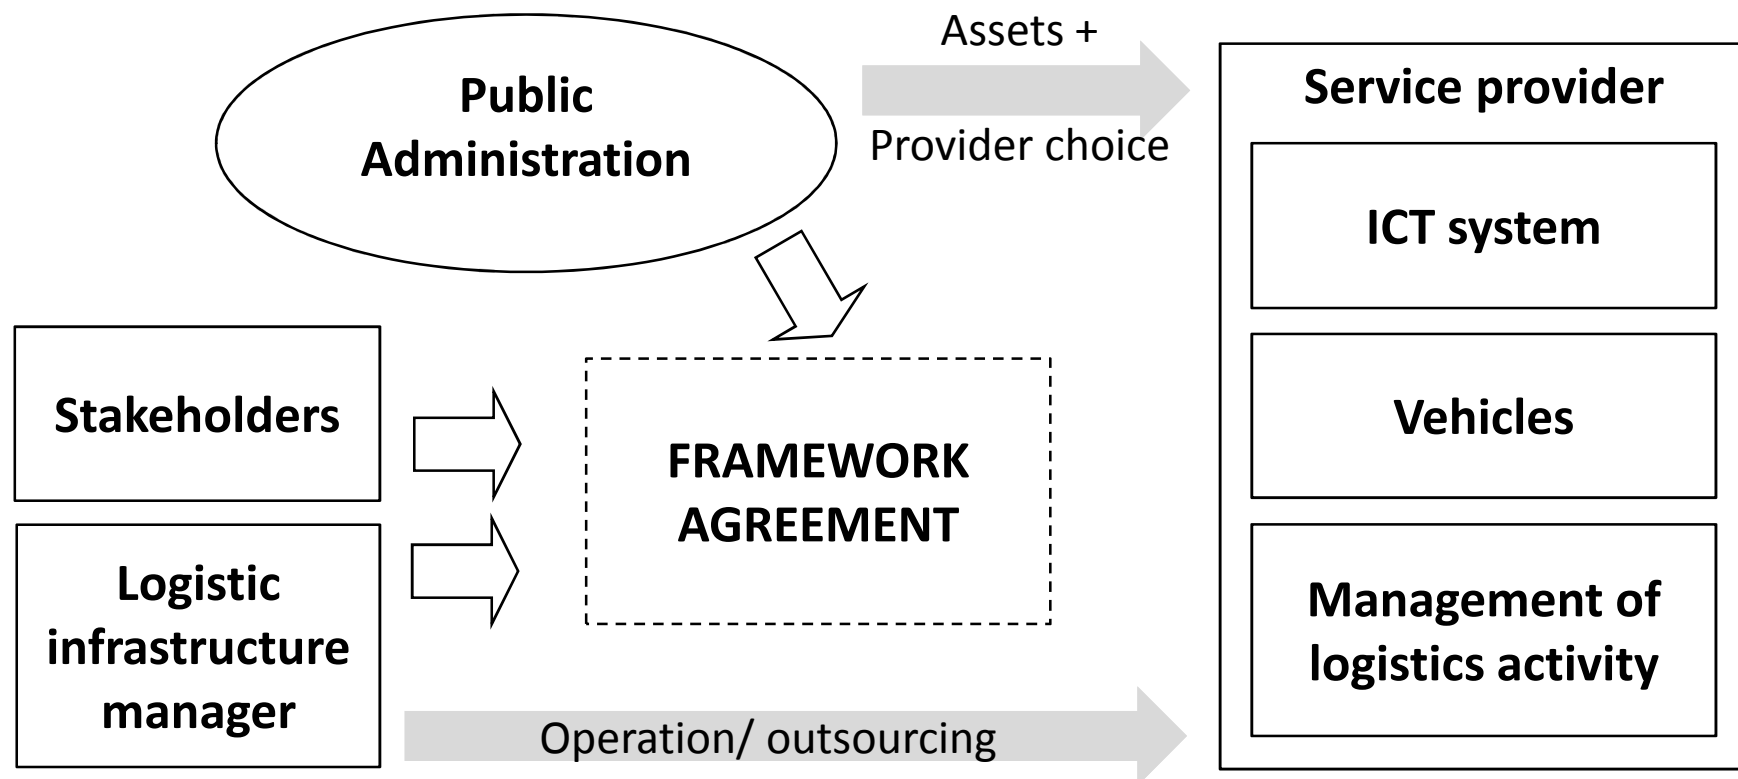 Public
Administration
Assets +
Provider choice
Service provider
ICT system
Vehicles
Management of
logistics activity
Stakeholders
Logistic
infrastructure
manager
FRAMEWORK
AGREEMENT
Operation/ outsourcing